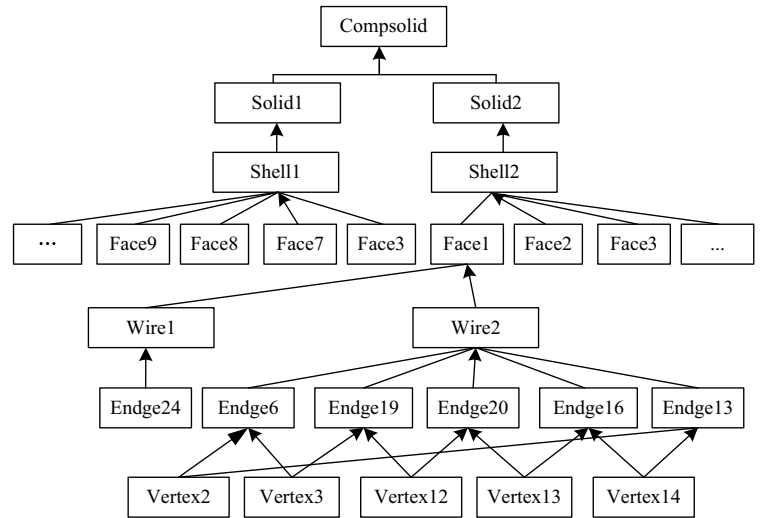 Compsolid
Solid1 Solid2
Shell1 Shell2
... Face9 Face8 Face7 Face3 Face1 Face2 Face3 ...
Wire1 Wire2
Endge24 Endge6 Endge19 Endge20 Endge16 Endge13
Vertex2 Vertex3 Vertex12 Vertex13 Vertex14